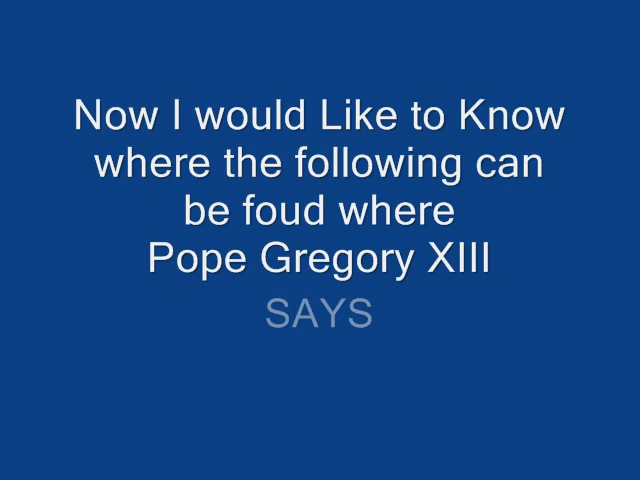 Now I would Like to Know
where the following can
be foud where
Pope Gregory XIII
SAYS